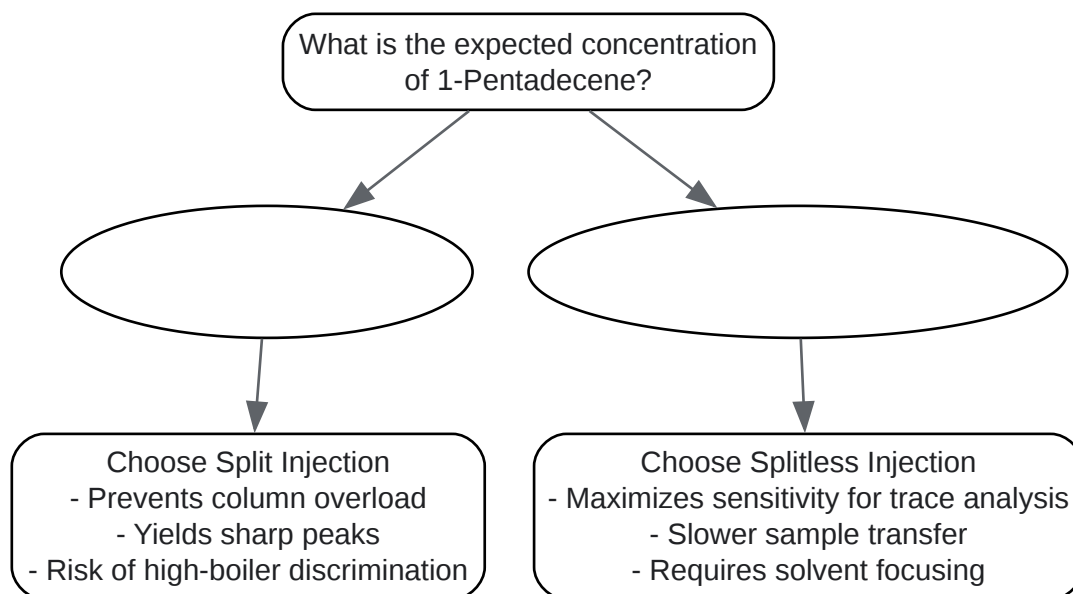 What is the expected concentration
of 1-Pentadecene?
Choose Split Injection
- Prevents column overload
- Yields sharp peaks
- Risk of high-boiler discrimination
Choose Splitless Injection
- Maximizes sensitivity for trace analysis
- Slower sample transfer
- Requires solvent focusing